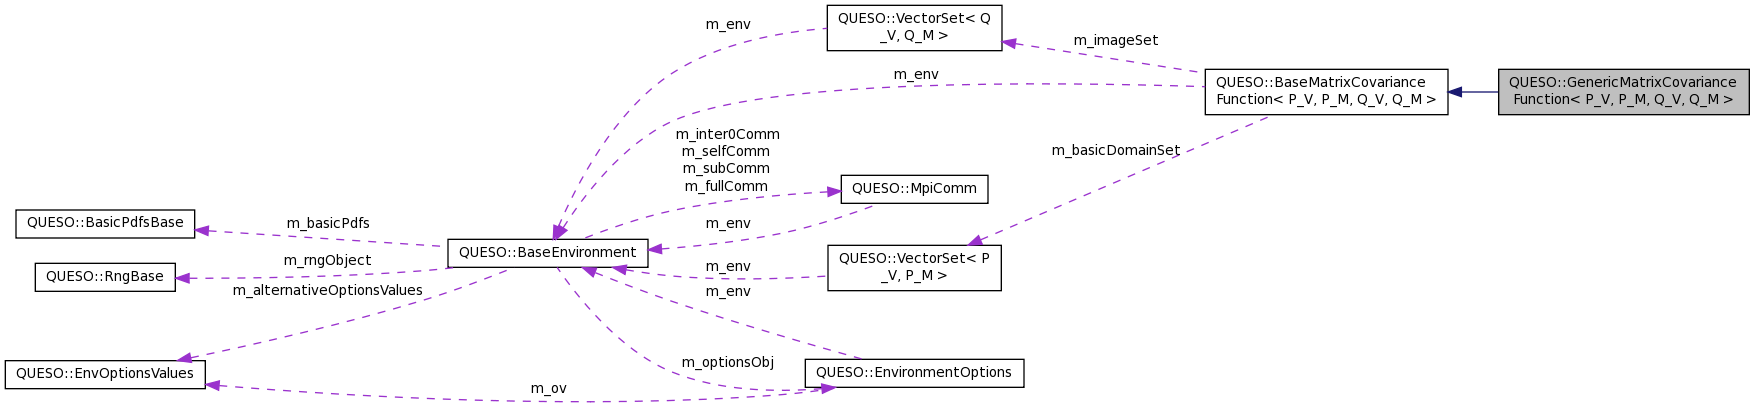 QUESO::VectorSet< Q
_V, Q_M >
m_env
m_imageSet
m_env
QUESO::BaseMatrixCovariance
Function< P_V, P_M, Q_V, Q_M >
QUESO::GenericMatrixCovariance
Function< P_V, P_M, Q_V, Q_M >
m_inter0Comm
m_selfComm
m_subComm
m_fullComm
m_basicDomainSet
QUESO::MpiComm
QUESO::BasicPdfsBase
m_basicPdfs
m_env
QUESO::BaseEnvironment
QUESO::VectorSet< P
_V, P_M >
m_rngObject
m_env
QUESO::RngBase
m_alternativeOptionsValues
m_env
m_optionsObj
QUESO::EnvOptionsValues
QUESO::EnvironmentOptions
m_ov